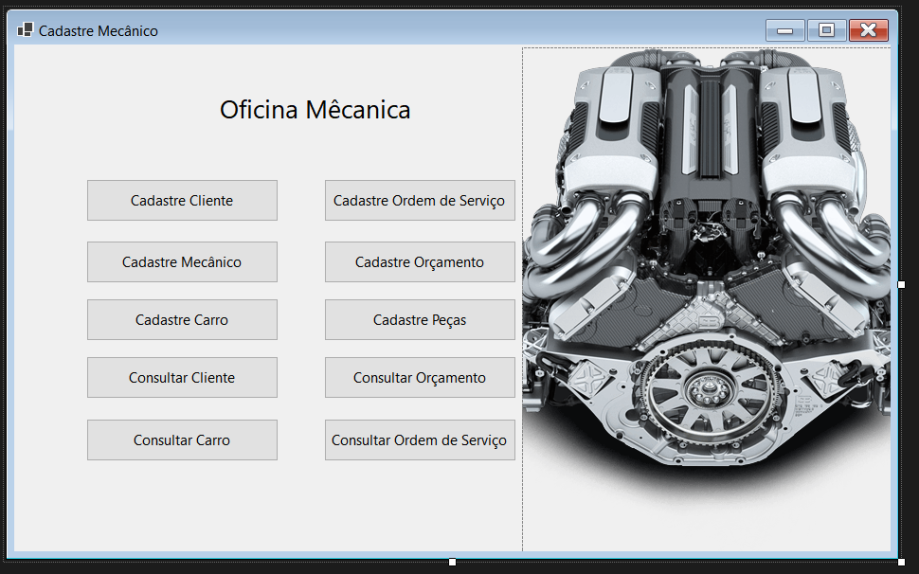 Cadastre Mecânico
Oficina Mêcanica
Cadastre Cliente
Cadastre Ordem de Serviço
Cadastre Mecânico
Cadastre Orçamento
Cadastre Carro
Cadastre Peças
Consultar Cliente
Consultar Orçamento
Consultar Carro
Consultar Ordem de Serviço